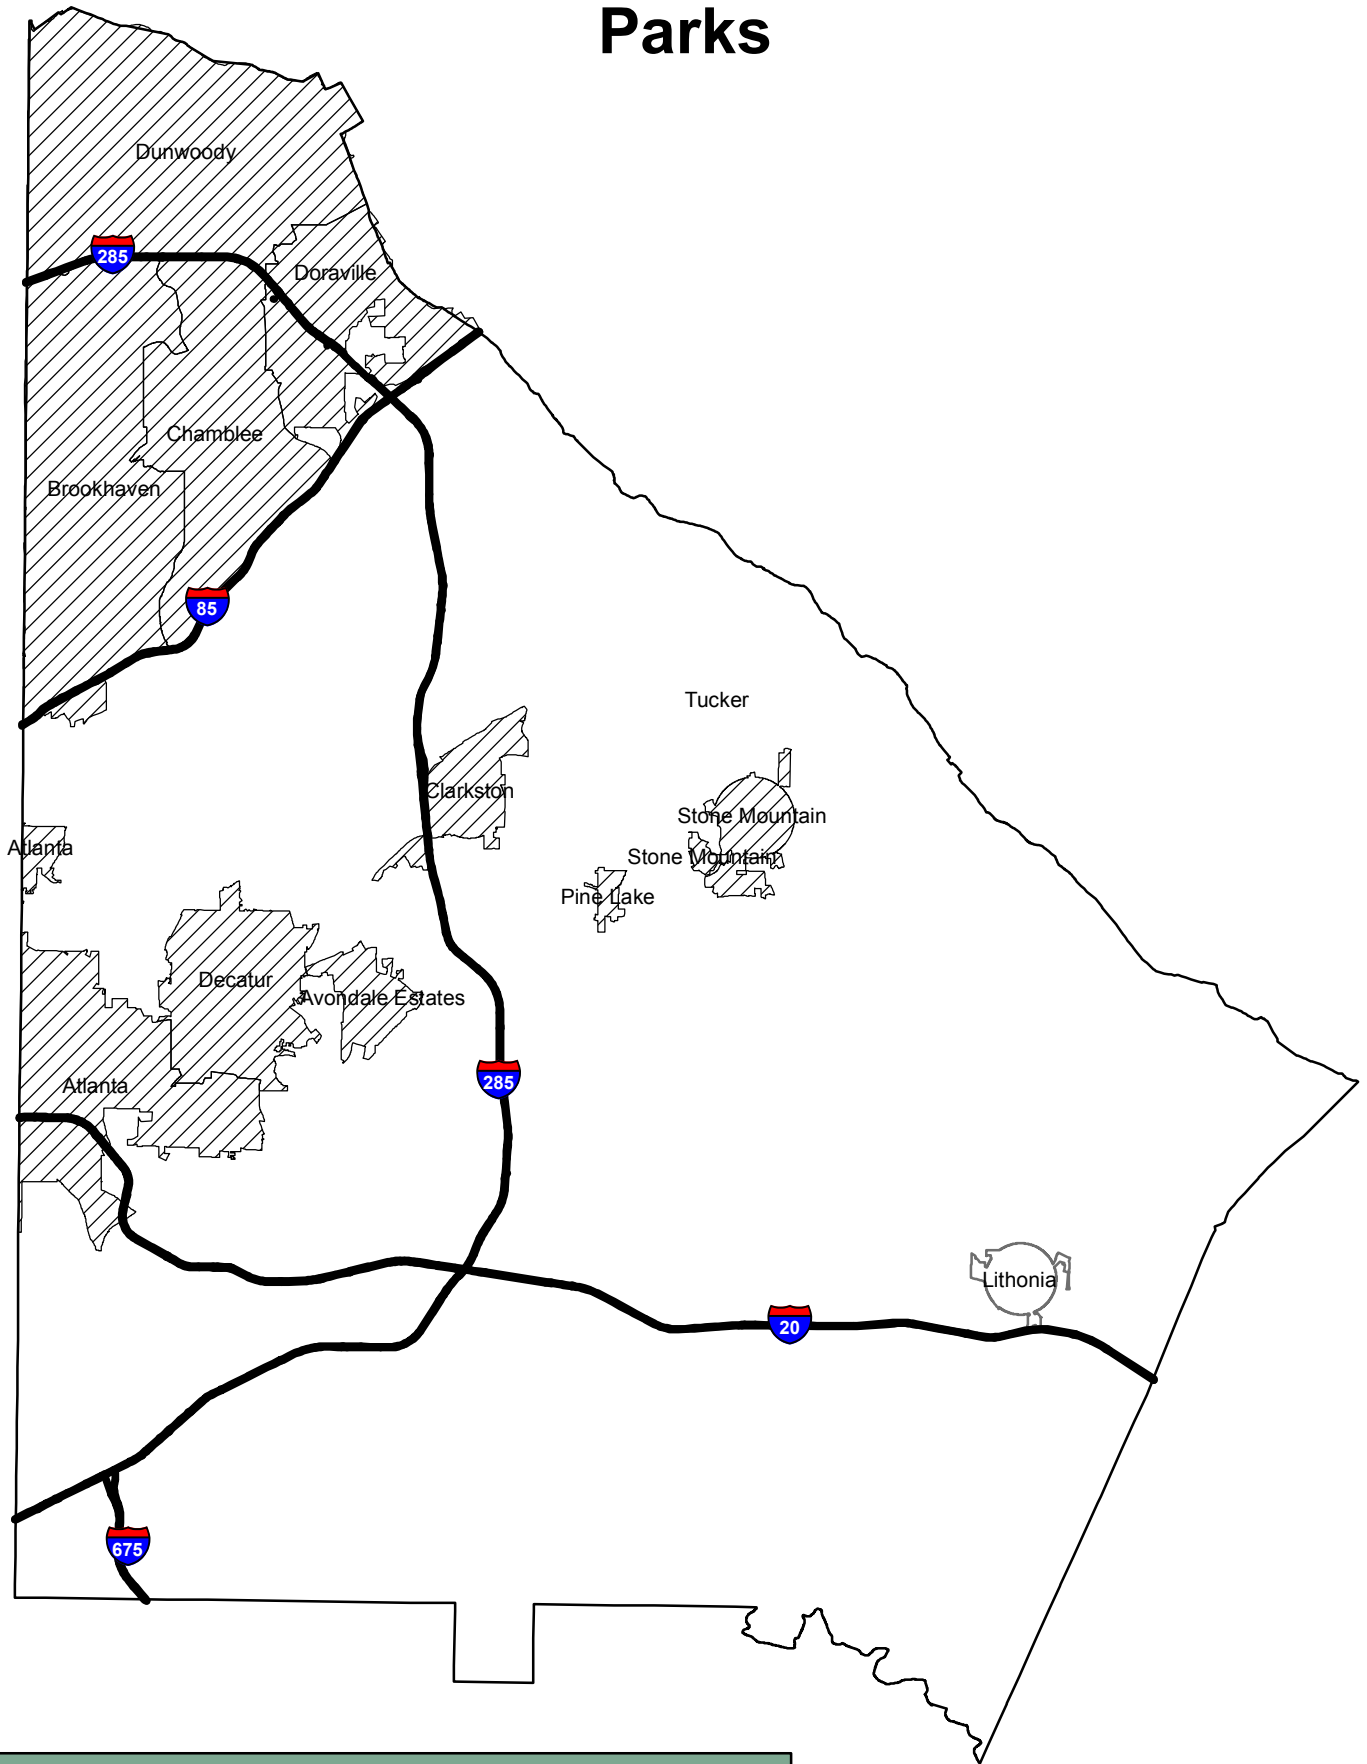 Parks
Dunwoody
285
Doraville
Chamblee
Brookhaven
85
Tucker
Clarkston
Stone Mountain
Atlanta
Stone Mountain
Pine Lake
Decatur
Avondale Estates
285
Atlanta
Lithonia
20
675